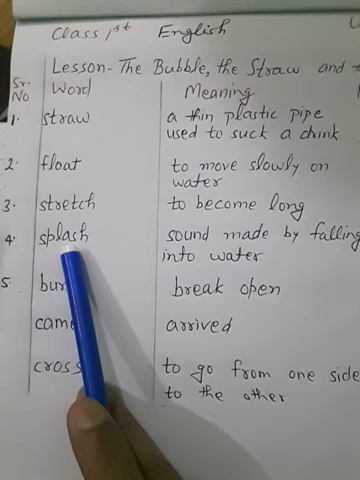 Class 1st English
Lesson- The Bubble, the Straw and
Sr. No Word Meaning
1. straw a thin plastic pipe
used to suck a drink
2. float to move slowly on
water
3. stretch to become long
4. splash sound made by falling
into water
5. break open
came arrived
cross to go from one side
to the other